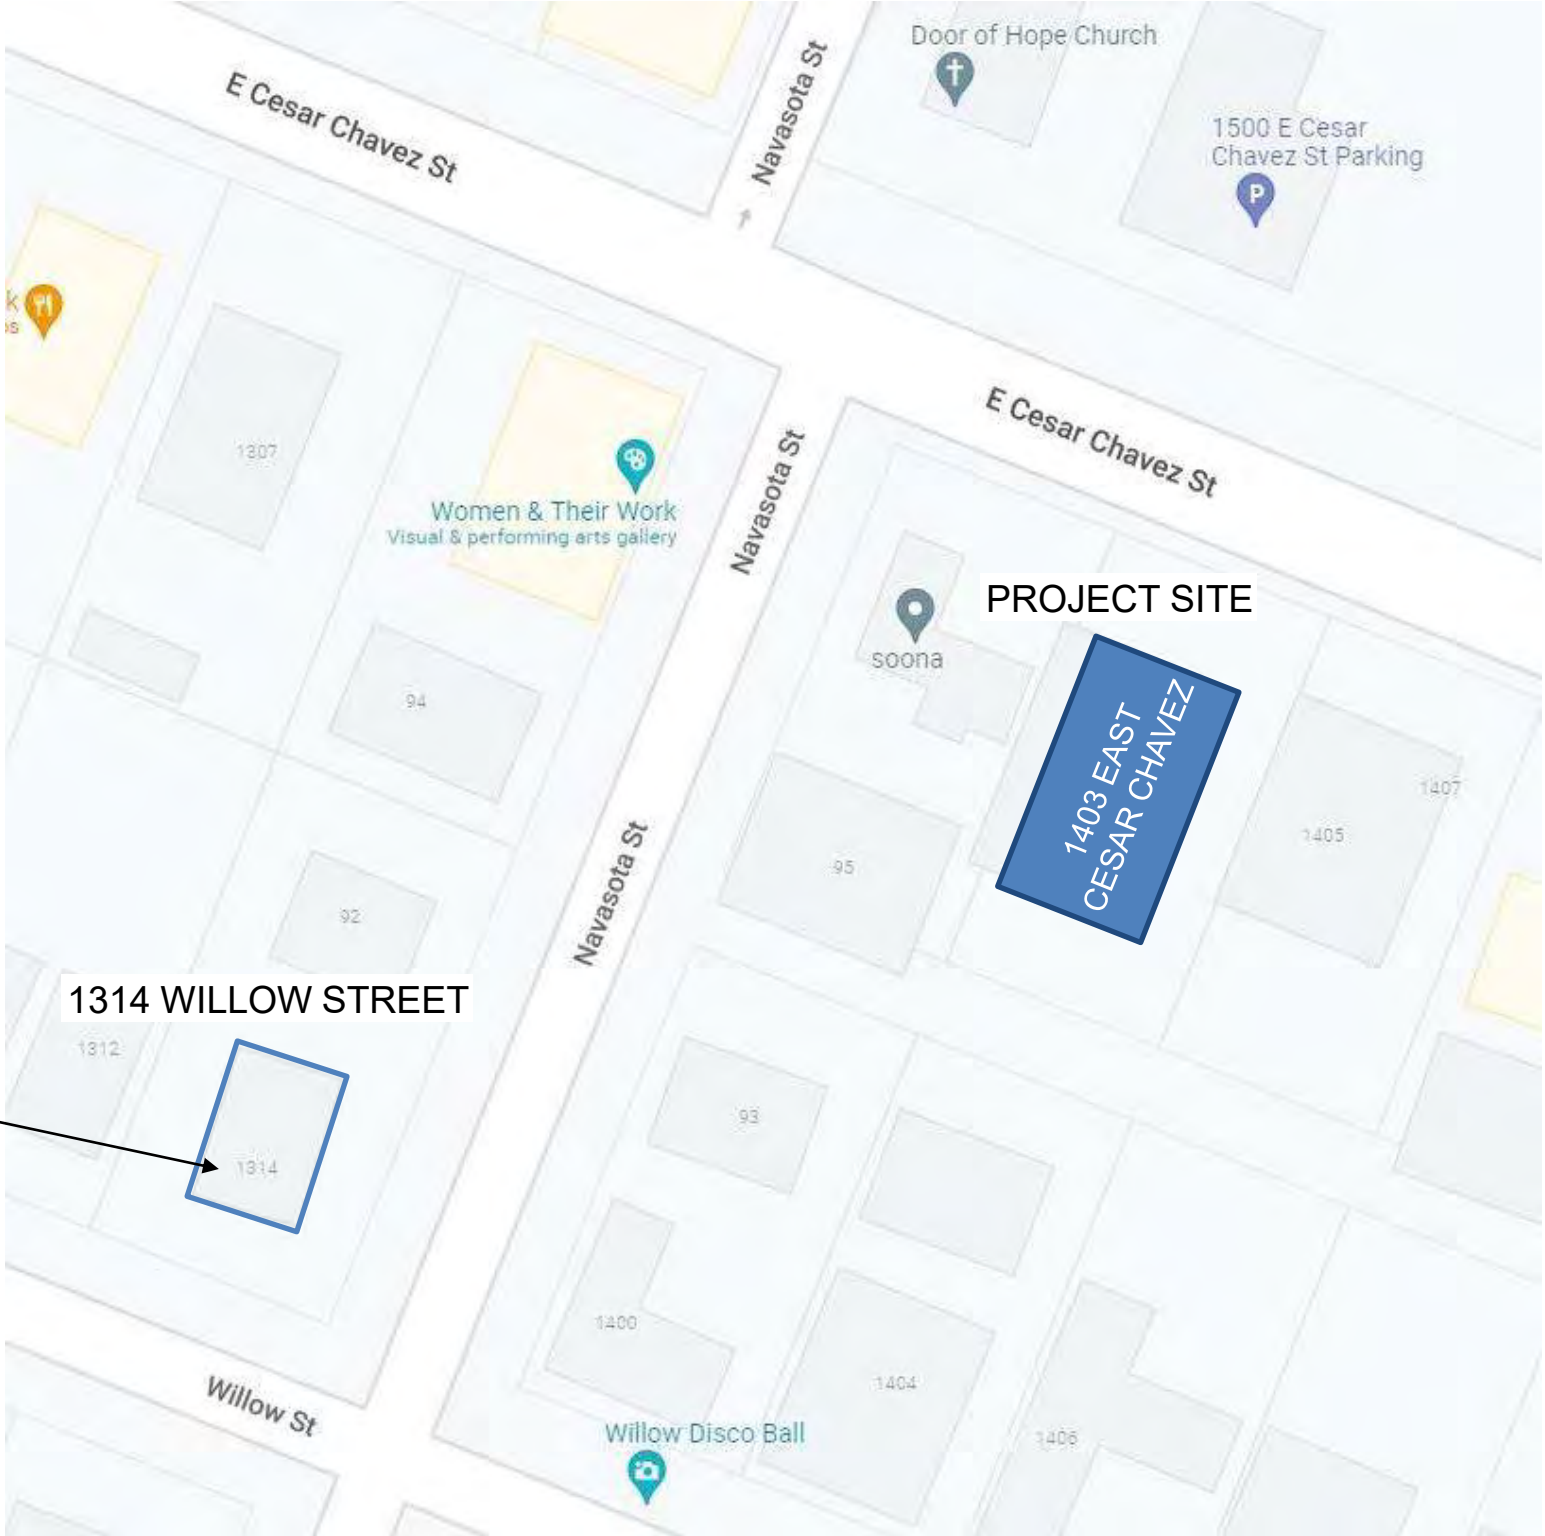 Door of Hope Church
Navasota St
E Cesar Chavez St
1500 E Cesar
Chavez St Parking
P
k
os
E Cesar Chavez St
1307
Navasota St
Women & Their Work
Visual & performing arts gallery
PROJECT SITE
soona
94
1403 EAST
CESAR CHAVEZ
1407
1405
95
Navasota St
92
1314 WILLOW STREET
1312
93
1314
1400
1404
Willow St
Willow Disco Ball
1406